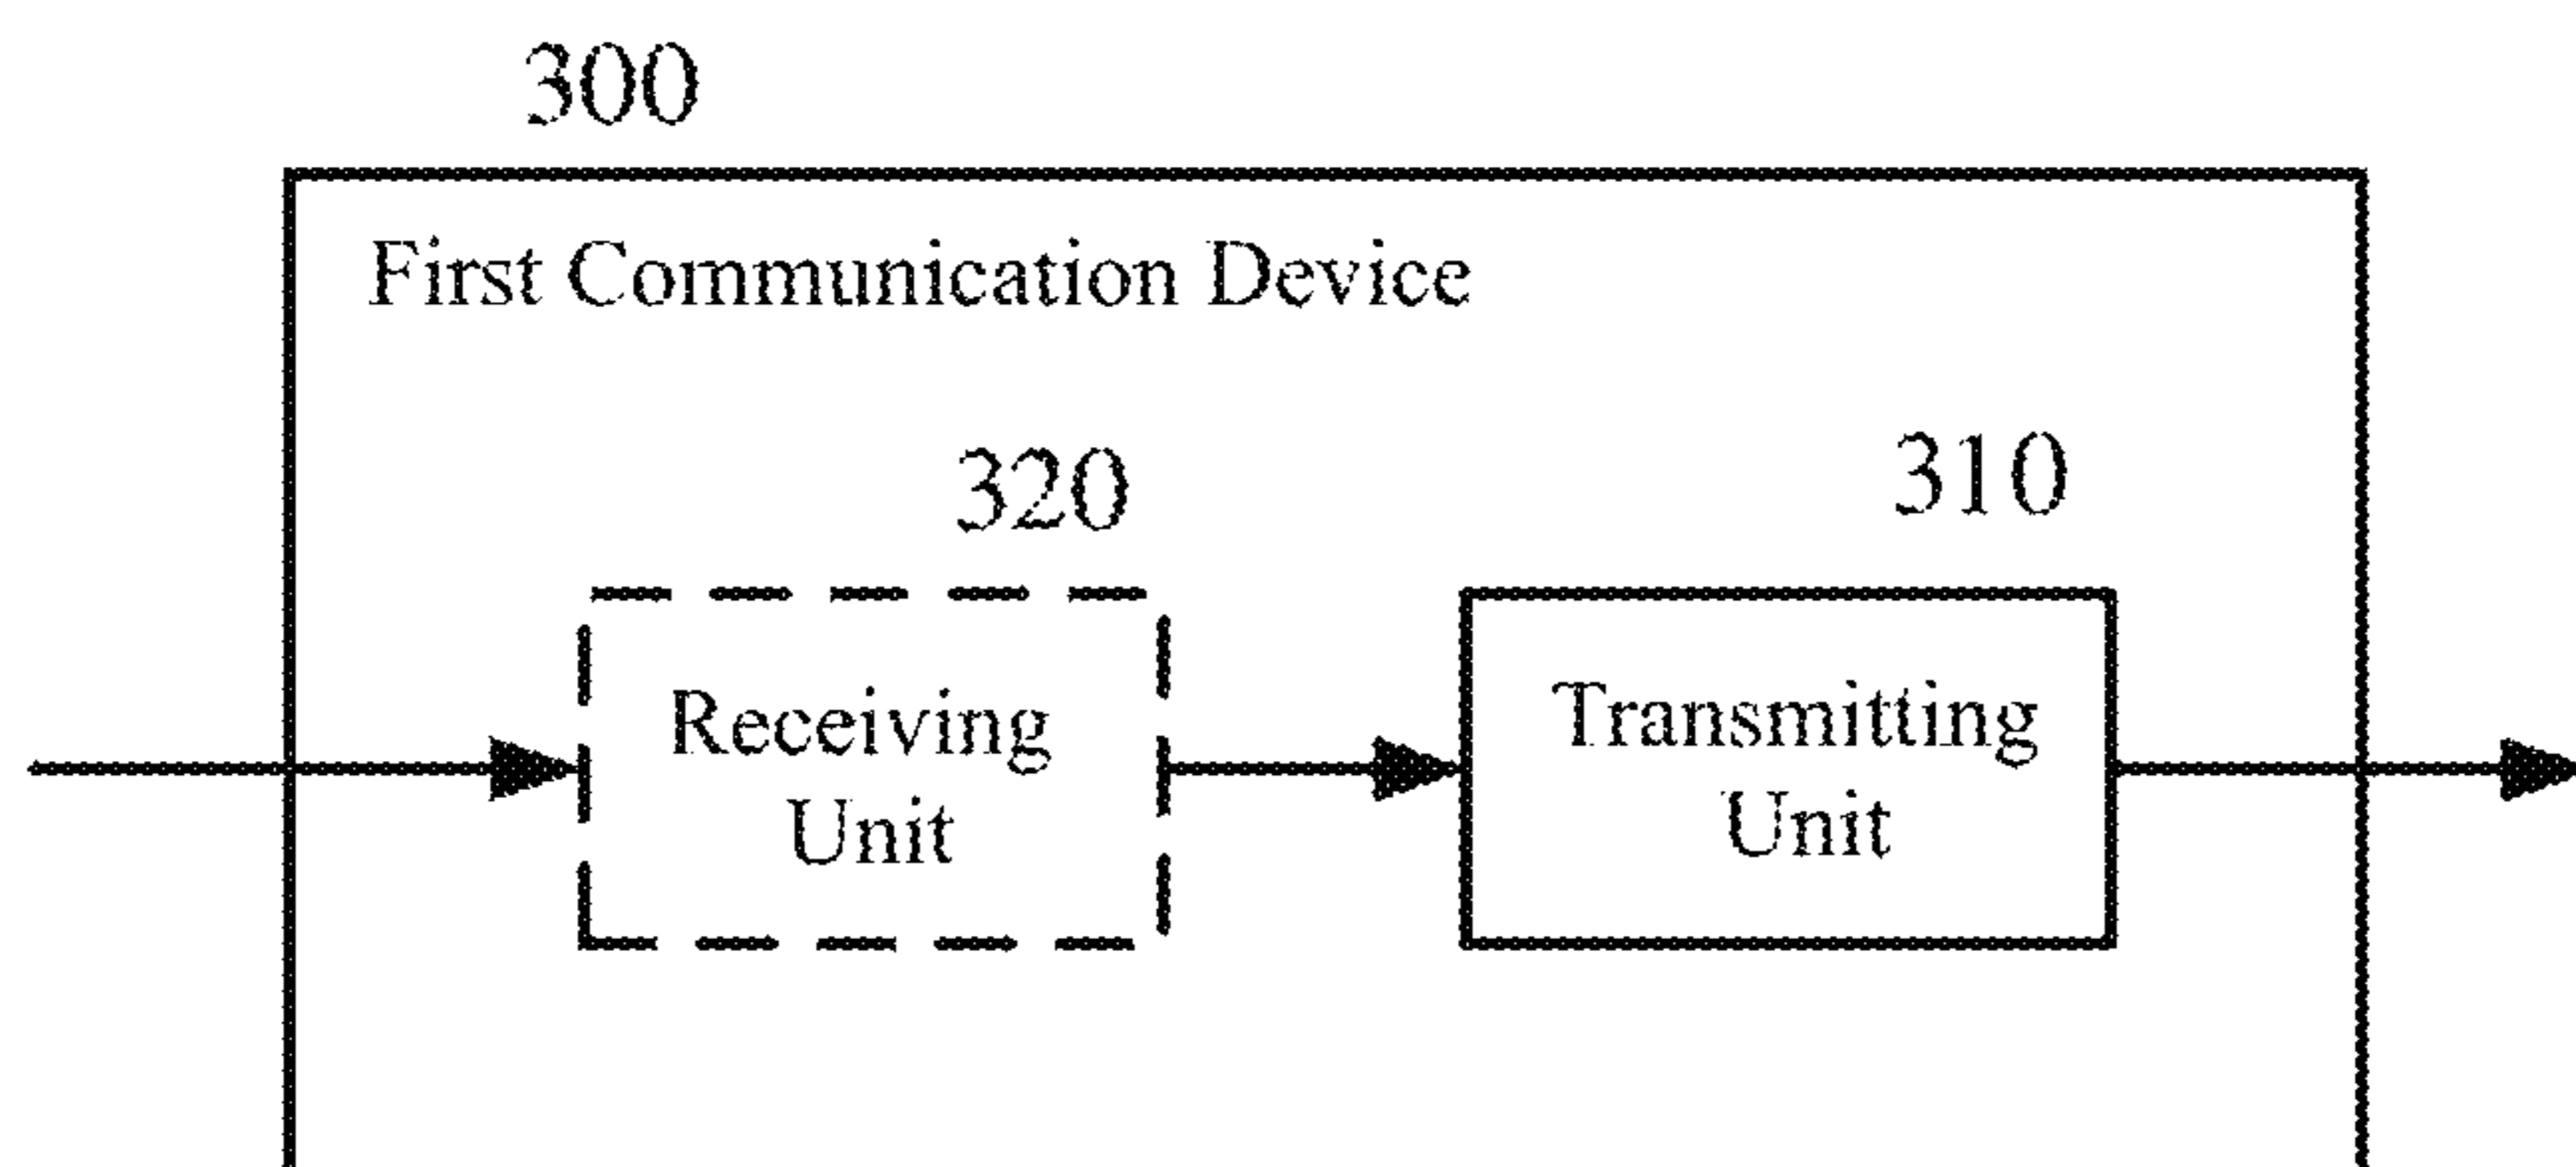 300
First Communication Device
320
310
Receiving
Unit
Transmitting
Unit